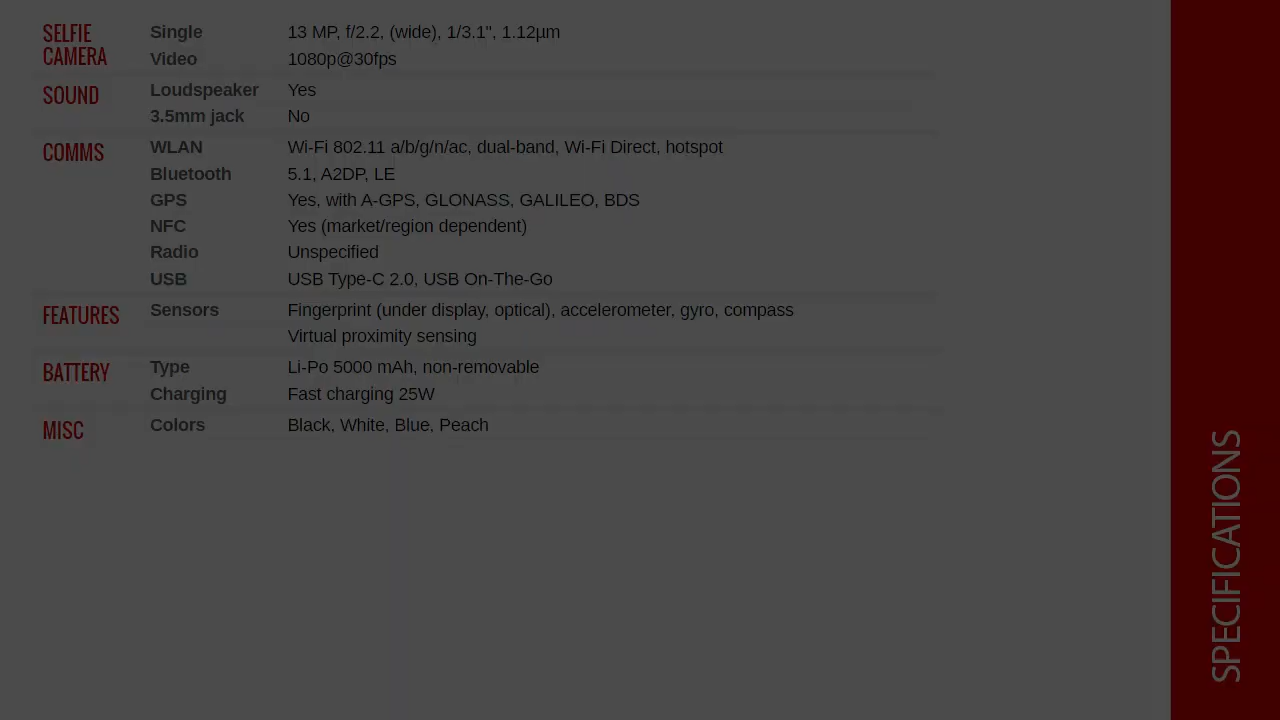 SELFIE CAMERA Single 13 MP, f/2.2, (wide), 1/3.1", 1.12µm
Video 1080p@30fps
SOUND Loudspeaker Yes
3.5mm jack No
COMMS WLAN Wi-Fi 802.11 a/b/g/n/ac, dual-band, Wi-Fi Direct, hotspot
Bluetooth 5.1, A2DP, LE
GPS Yes, with A-GPS, GLONASS, GALILEO, BDS
NFC Yes (market/region dependent)
Radio Unspecified
USB USB Type-C 2.0, USB On-The-Go
FEATURES Sensors Fingerprint (under display, optical), accelerometer, gyro, compass
Virtual proximity sensing
BATTERY Type Li-Po 5000 mAh, non-removable
Charging Fast charging 25W
MISC Colors Black, White, Blue, Peach
SPECIFICATIONS